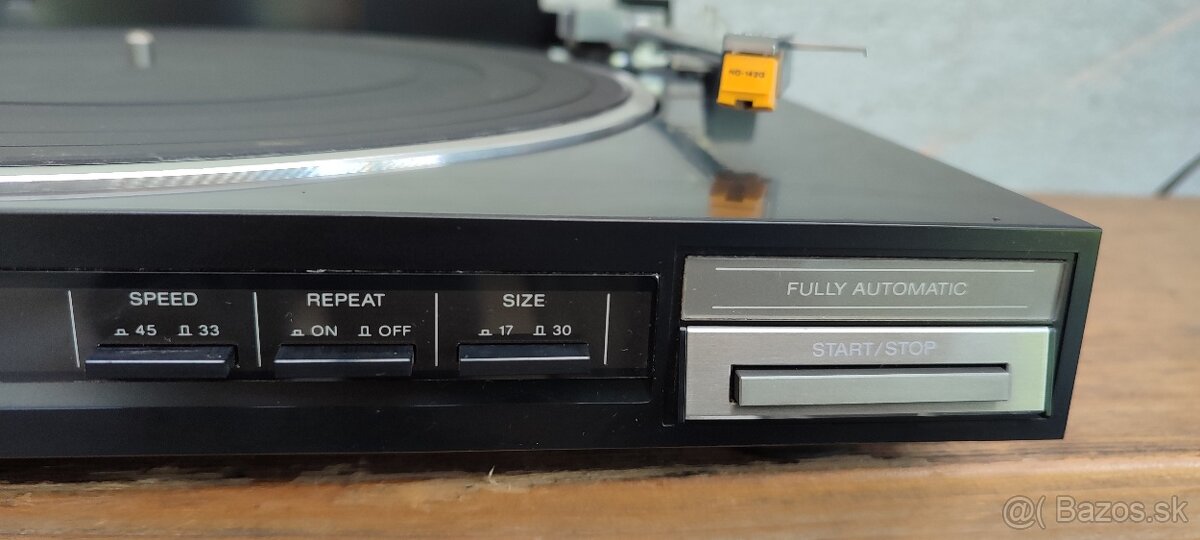 SPEED
45 33
REPEAT
ON OFF
SIZE
17 30
FULLY AUTOMATIC
START/STOP
@( Bazos.sk